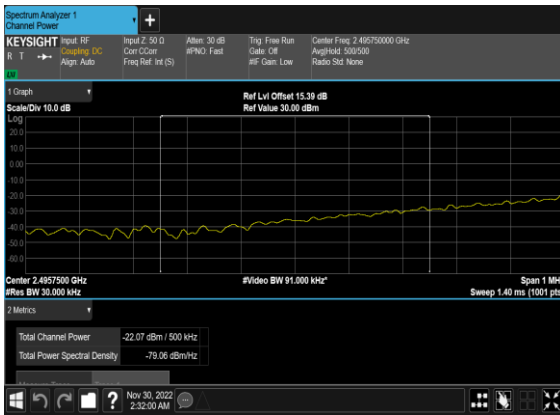 Spectrum Analyzer 1
Channel Power
KEYSIGHT
R T
LXI
Input: RF
Coupling: DC
Align: Auto
Input Z: 50 Ω
Corr CCorr
Freq Ref: Int (S)
Atten: 30 dB
#PNO: Fast
Trig: Free Run
Gate: Off
#IF Gain: Low
Center Freq: 2.495750000 GHz
Avg|Hold: 500/500
Radio Std: None
1 Graph
Scale/Div 10.0 dB
Ref Lvl Offset 15.39 dB
Ref Value 30.00 dBm
Log
20.0
10.0
0.00
-10.0
-20.0
-30.0
-40.0
-50.0
-60.0
Center 2.4957500 GHz
#Res BW 30.000 kHz
#Video BW 91.000 kHz*
Span 1 MH
Sweep 1.40 ms (1001 pts
2 Metrics
Total Channel Power -22.07 dBm / 500 kHz
Total Power Spectral Density -79.06 dBm/Hz
?
Nov 30, 2022
2:32:00 AM